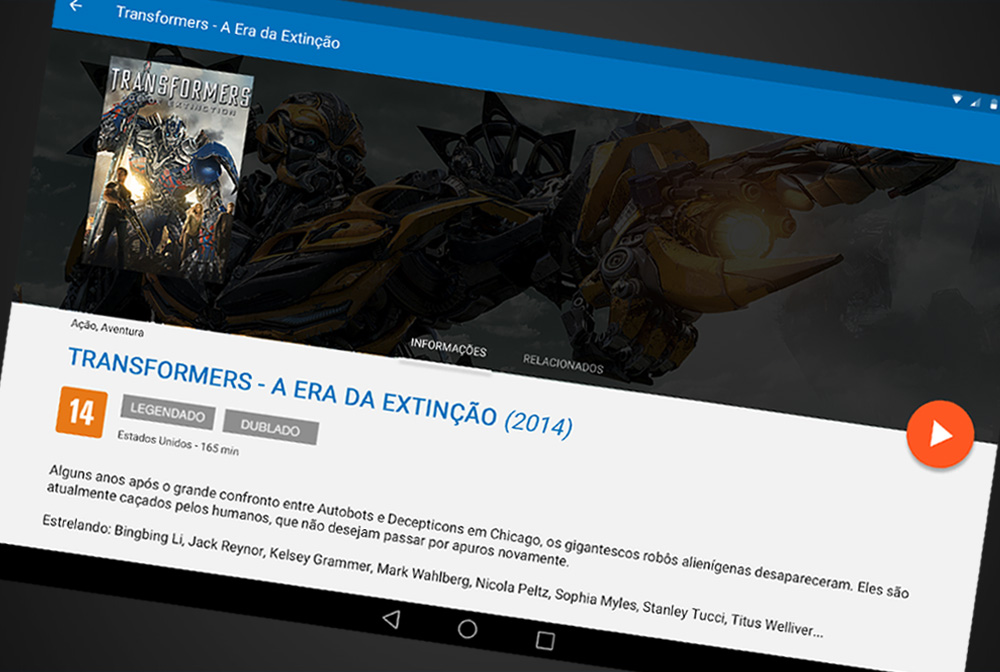 Transformers - A Era da Extinção
TRANSFORMERS
AGE OF EXTINCTION
Ação, Aventura
INFORMAÇÕES
RELACIONADOS
TRANSFORMERS - A ERA DA EXTINÇÃO (2014)
14
LEGENDADO
DUBLADO
Estados Unidos - 165 min
Alguns anos após o grande confronto entre Autobots e Decepticons em Chicago, os gigantescos robôs alienígenas desapareceram. Eles são
atualmente caçados pelos humanos, que não desejam passar por apuros novamente.
Estrelando: Bingbing Li, Jack Reynor, Kelsey Grammer, Mark Wahlberg, Nicola Peltz, Sophia Myles, Stanley Tucci, Titus Welliver...